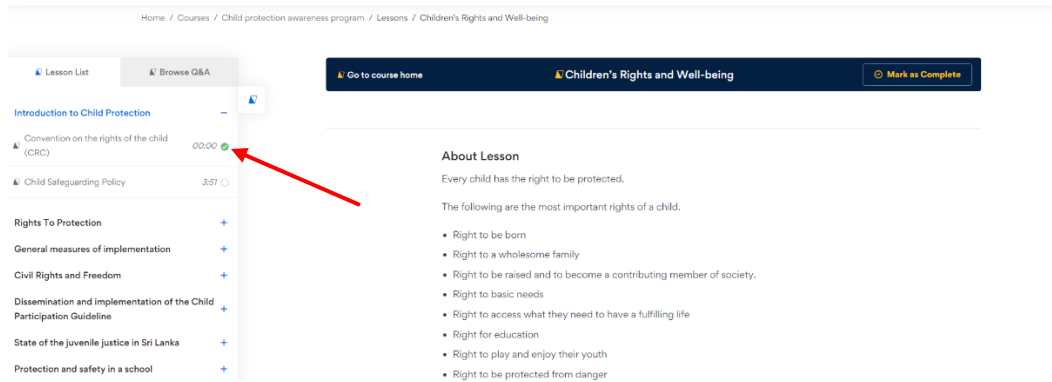 Home / Courses / Child protection awareness program / Lessons / Children's Rights and Well-being
Lesson List
Browse Q&A
Introduction to Child Protection −
Convention on the rights of the child
(CRC)
00:00
Child Safeguarding Policy 3:51
Rights To Protection +
General measures of implementation +
Civil Rights and Freedom +
Dissemination and implementation of the Child
Participation Guideline +
State of the juvenile justice in Sri Lanka +
Protection and safety in a school +
Go to course home
Children's Rights and Well-being
Mark as Complete
About Lesson
Every child has the right to be protected.
The following are the most important rights of a child.
• Right to be born
• Right to a wholesome family
• Right to be raised and to become a contributing member of society.
• Right to basic needs
• Right to access what they need to have a fulfilling life
• Right for education
• Right to play and enjoy their youth
• Right to be protected from danger